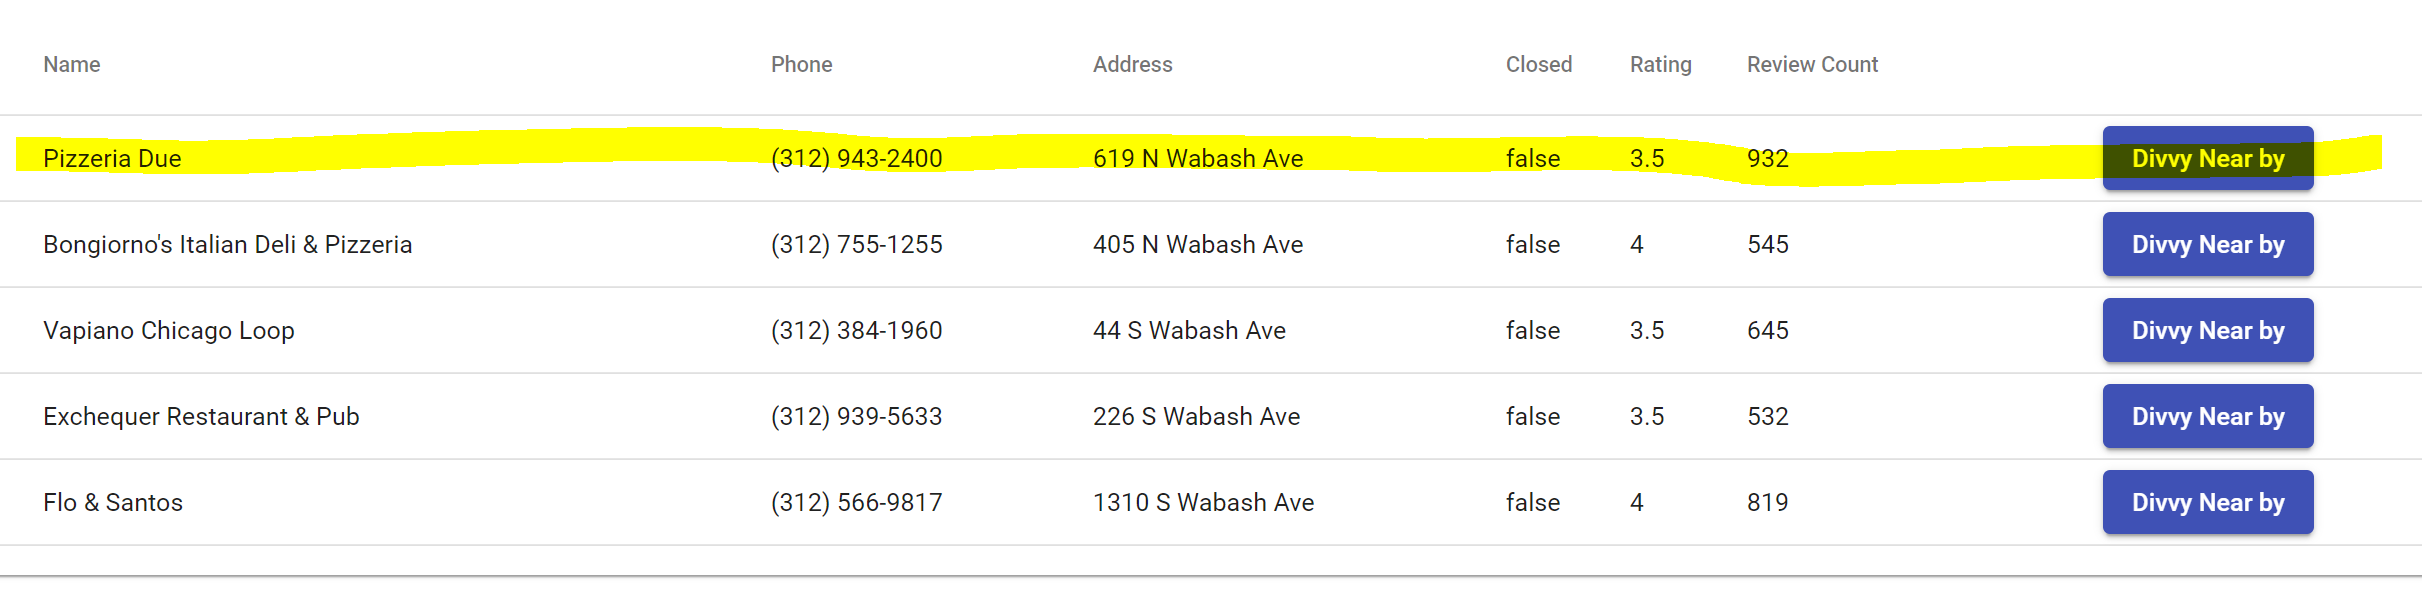 Name Phone Address Closed Rating Review Count
Pizzeria Due (312) 943-2400 619 N Wabash Ave false 3.5 932 Divvy Near by
Bongiorno's Italian Deli & Pizzeria (312) 755-1255 405 N Wabash Ave false 4 545 Divvy Near by
Vapiano Chicago Loop (312) 384-1960 44 S Wabash Ave false 3.5 645 Divvy Near by
Exchequer Restaurant & Pub (312) 939-5633 226 S Wabash Ave false 3.5 532 Divvy Near by
Flo & Santos (312) 566-9817 1310 S Wabash Ave false 4 819 Divvy Near by